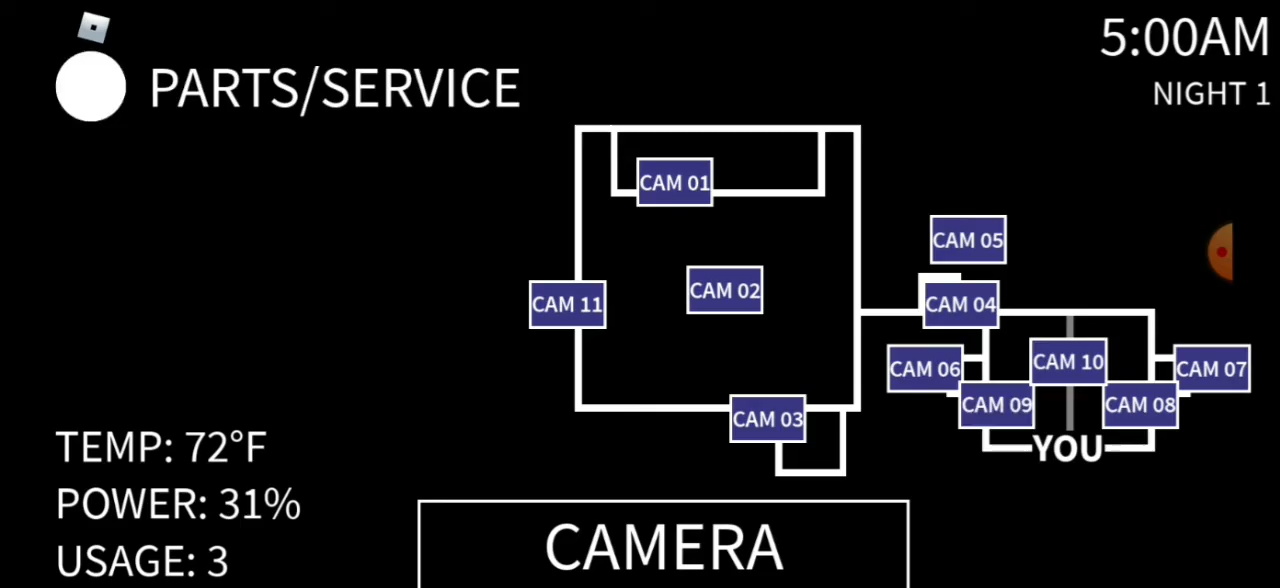 5:00AM
NIGHT 1
PARTS/SERVICE
CAM 01
CAM 05
CAM 02
CAM 11
CAM 04
CAM 10
CAM 06
CAM 07
CAM 09
CAM 08
CAM 03
YOU
TEMP: 72°F
POWER: 31%
USAGE: 3
CAMERA